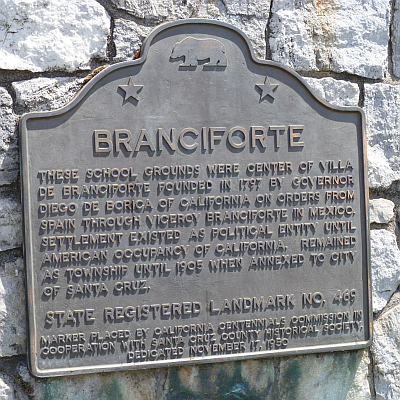 BRANCIFORTE
THESE SCHOOL GROUNDS WERE CENTER OF VILLA
DE BRANCIFORTE FOUNDED IN 1797 BY GOVERNOR
DIEGO DE BORICA OF CALIFORNIA ON ORDERS FROM
SPAIN THROUGH VICEROY BRANCIFORTE IN MEXICO.
SETTLEMENT EXISTED AS POLITICAL ENTITY UNTIL
AMERICAN OCCUPANCY OF CALIFORNIA. REMAINED
AS TOWNSHIP UNTIL 1905 WHEN ANNEXED TO CITY
OF SANTA CRUZ.
STATE REGISTERED LANDMARK NO. 469
MARKER PLACED BY CALIFORNIA CENTENNIALS COMMISSION IN
COOPERATION WITH SANTA CRUZ COUNTY HISTORICAL SOCIETY.
DEDICATED NOVEMBER 17, 1950